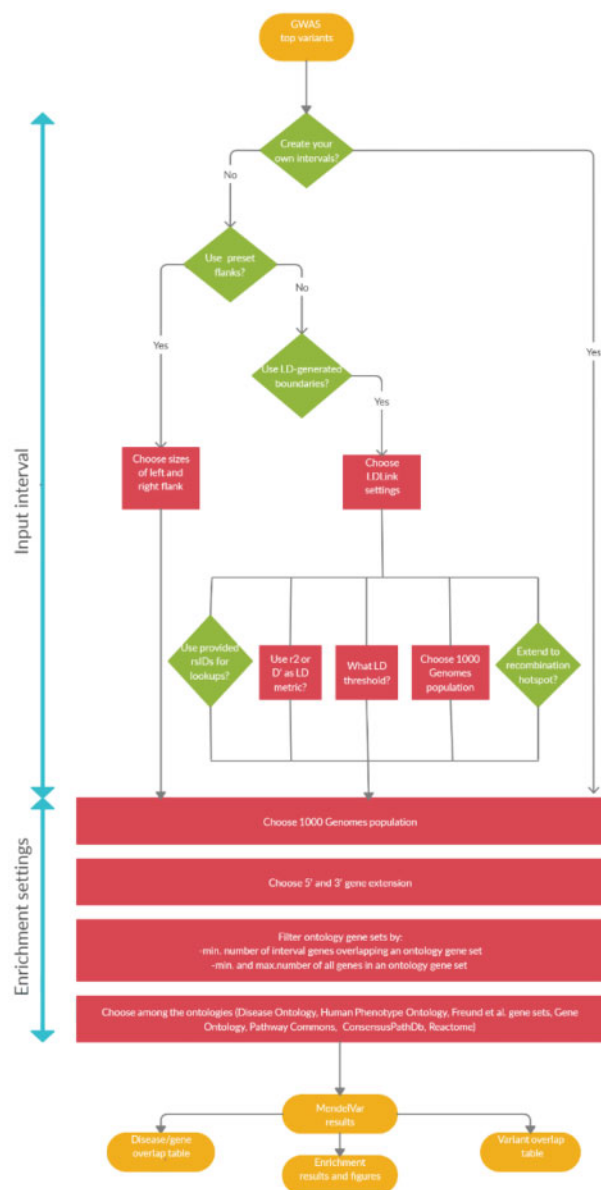 GWAS
top variants
Create your
own intervals?
No
Use preset
flanks?
No
Yes
Yes
Use LD-generated
boundaries?
Yes
Choose sizes
of left and
right flank
Choose
LDLink
settings
Input interval
Use provided
rsIDs for
lookups?
Use r2 or
D' as LD
metric?
What LD
threshold?
Choose 1000
Genomes
population
Extend to
recombination
hotspot?
Enrichment settings
Choose 1000 Genomes population
Choose 5' and 3' gene extension
Filter ontology gene sets by:
-min. number of interval genes overlapping an ontology gene set
-min. and max.number of all genes in an ontology gene set
Choose among the ontologies (Disease Ontology, Human Phenotype Ontology, Freund et al. gene sets, Gene
Ontology, Pathway Commons, ConsensusPathDb, Reactome)
MendelVar
results
Disease/gene
overlap table
Enrichment
results and figures
Variant overlap
table